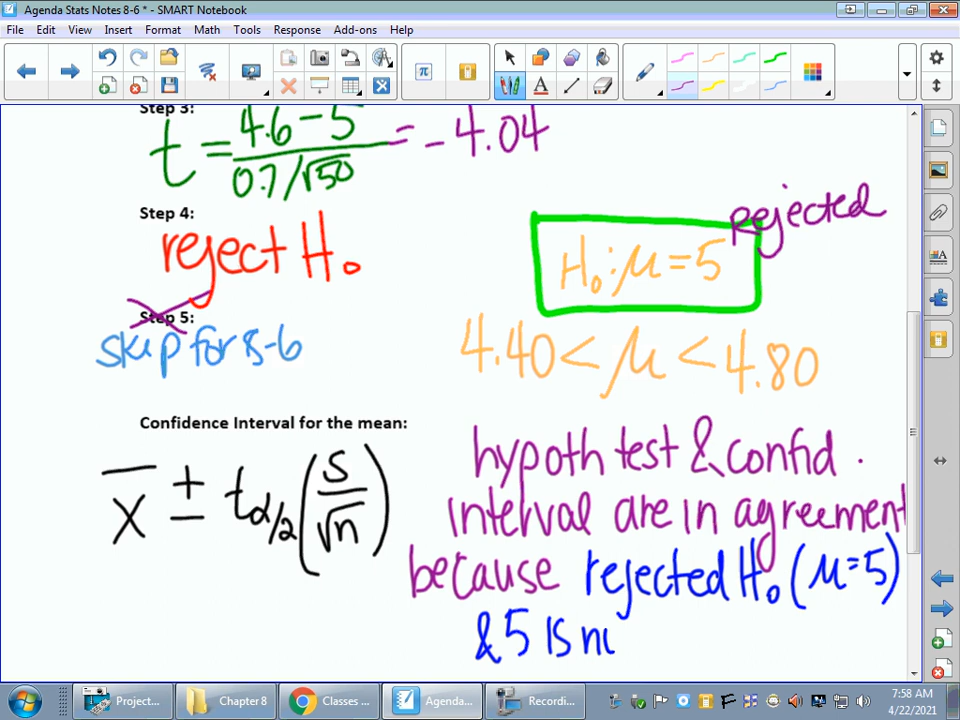 Agenda Stats Notes 8-6 * - SMART Notebook
File Edit View Insert Format Math Tools Response Add-ons Help
Step 3:
t = 4.6 - 5 / 0.7/√50 = -4.04
Step 4:
reject H₀
rejected
H₀: μ = 5
Step 5:
skip for 8-6
4.40 < μ < 4.80
Confidence Interval for the mean:
x̄ ± t α/2 (s/√n)
hypoth test & confid.
interval are in agreement
because rejected H₀ (μ=5)
& 5 is no
Project... Chapter 8 Classes ... Agenda... Recordi...
7:58 AM
4/22/2021